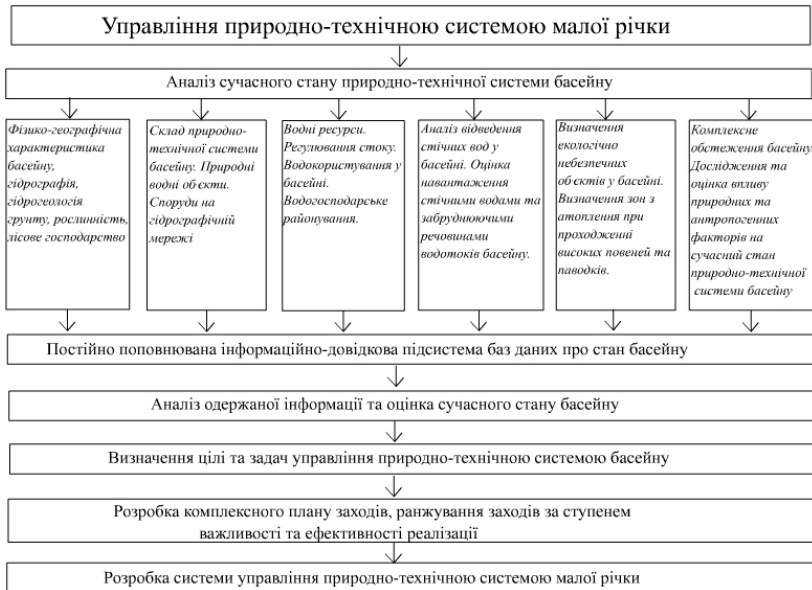 Управління природно-технічною системою малої річки
Аналіз сучасного стану природно-технічної системи басейну
Фізико-географічна
характеристика
басейну,
гідрографія,
гідрогеологія
грунту, рослинність,
лісове господарство
Склад природно-
технічної системи
басейну. Природні
водні об єкти.
Споруди на
гідрографічній
мережі
Водні ресурси.
Регулювання стоку.
Водокористування у
басейні.
Водогосподарське
районування.
Аналіз відведення
стічних вод у
басейні. Оцінка
навантаження
стічними водами та
забруднюючими
речовинами
водотоків басейну.
Визначення
екологічно
небезпечних
об єктів у басейні.
Визначення зон з
атоплення при
проходженні
високих повеней та
паводків.
Комплексне
обстеження басейну.
Дослідження та
оцінка впливу
природних та
антропогенних
факторів на
сучасний стан
природно-технічної
системи басейну
Постійно поповнювана інформаційно-довідкова підсистема баз даних про стан басейну
Аналіз одержаної інформації та оцінка сучасного стану басейну
Визначення цілі та задач управління природно-технічною системою басейну
Розробка комплексного плану заходів, ранжування заходів за ступенем
важливості та ефективності реалізації
Розробка системи управління природно-технічною системою малої річки